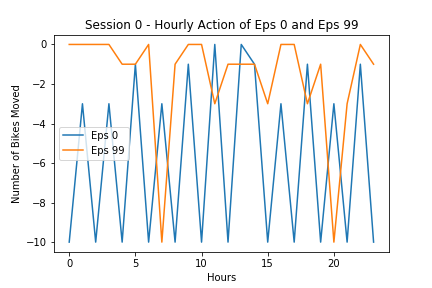 Session 0 - Hourly Action of Eps 0 and Eps 99
Number of Bikes Moved
0
−2
−4
−6
−8
−10
Eps 0
Eps 99
0
5
10
15
20
Hours